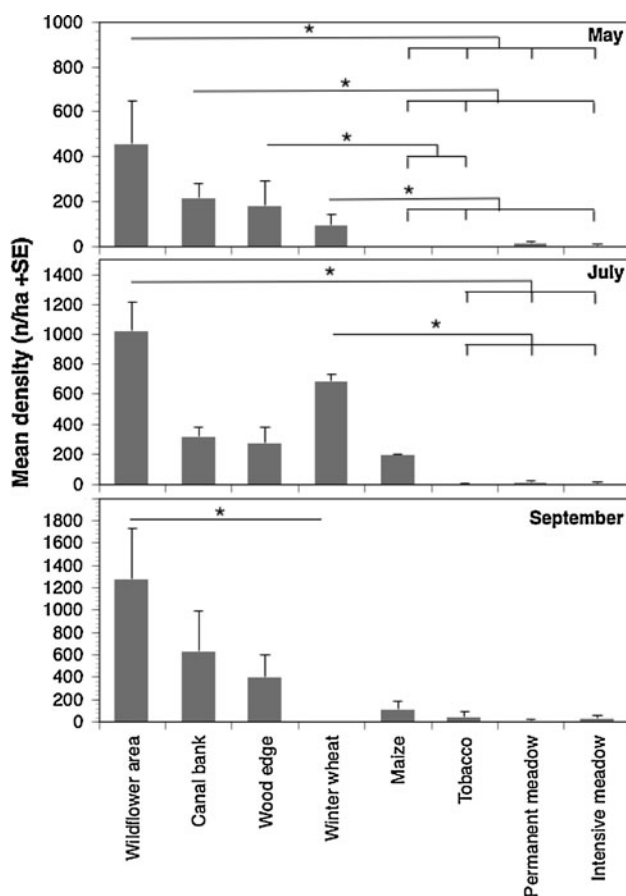 Mean density (n/ha +SE)
1000
800
600
400
200
0
May
*
*
*
*
1400
1200
1000
800
600
400
200
0
July
*
*
1800
1600
1400
1200
1000
800
600
400
200
0
September
*
Wildflower area
Canal bank
Wood edge
Winter wheat
Maize
Tobacco
Permanent meadow
Intensive meadow